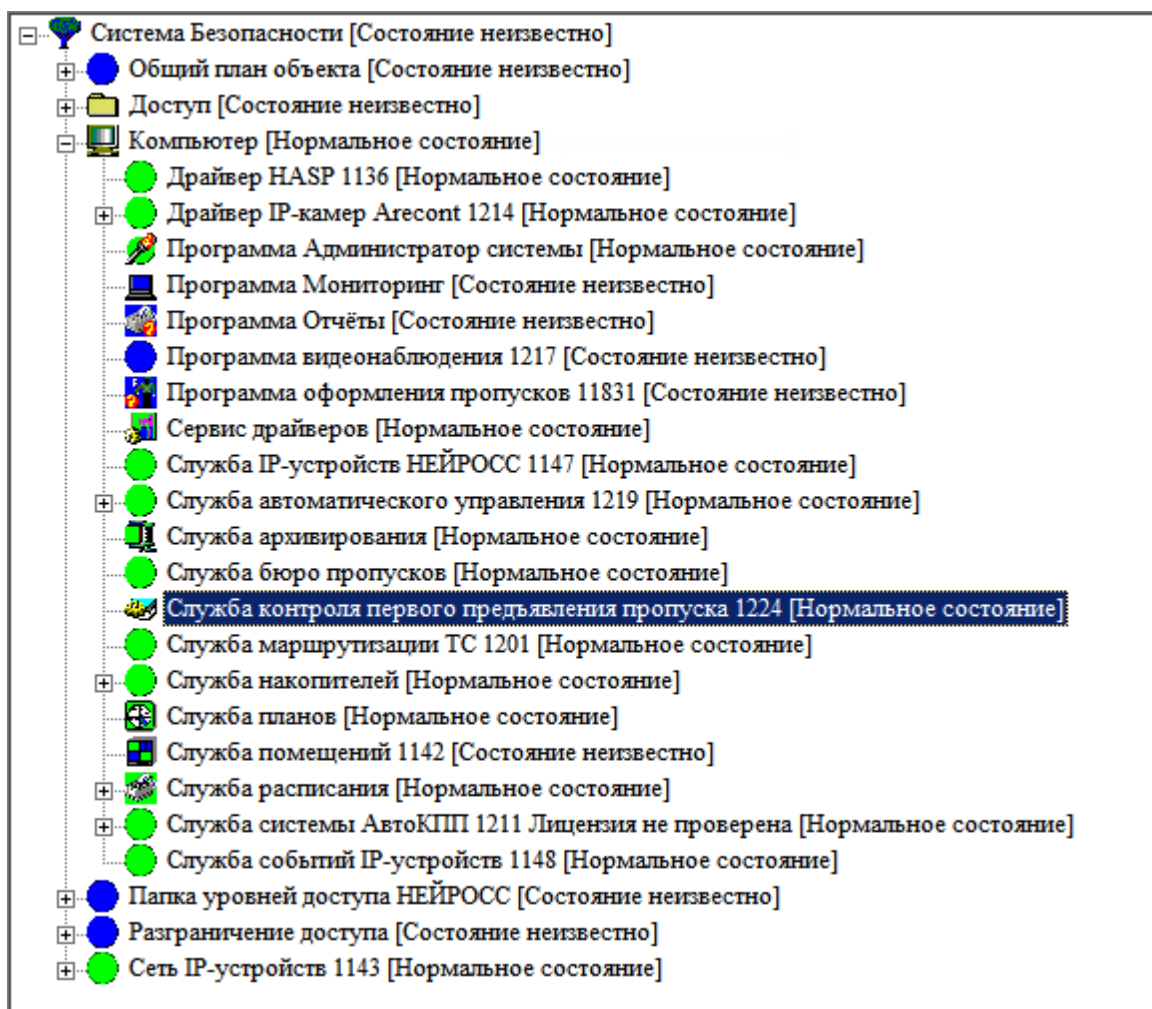 Система Безопасности [Состояние неизвестно]
Общий план объекта [Состояние неизвестно]
Доступ [Состояние неизвестно]
Компьютер [Нормальное состояние]
Драйвер HASP 1136 [Нормальное состояние]
Драйвер IP-камер Arecont 1214 [Нормальное состояние]
Программа Администратор системы [Нормальное состояние]
Программа Мониторинг [Состояние неизвестно]
Программа Отчёты [Состояние неизвестно]
Программа видеонаблюдения 1217 [Состояние неизвестно]
Программа оформления пропусков 11831 [Состояние неизвестно]
Сервис драйверов [Нормальное состояние]
Служба IP-устройств НЕЙРОСС 1147 [Нормальное состояние]
Служба автоматического управления 1219 [Нормальное состояние]
Служба архивирования [Нормальное состояние]
Служба бюро пропусков [Нормальное состояние]
Служба контроля первого предъявления пропуска 1224 [Нормальное состояние]
Служба маршрутизации ТС 1201 [Нормальное состояние]
Служба накопителей [Нормальное состояние]
Служба планов [Нормальное состояние]
Служба помещений 1142 [Состояние неизвестно]
Служба расписания [Нормальное состояние]
Служба системы АвтоКПП 1211 Лицензия не проверена [Нормальное состояние]
Служба событий IP-устройств 1148 [Нормальное состояние]
Папка уровней доступа НЕЙРОСС [Состояние неизвестно]
Разграничение доступа [Состояние неизвестно]
Сеть IP-устройств 1143 [Нормальное состояние]